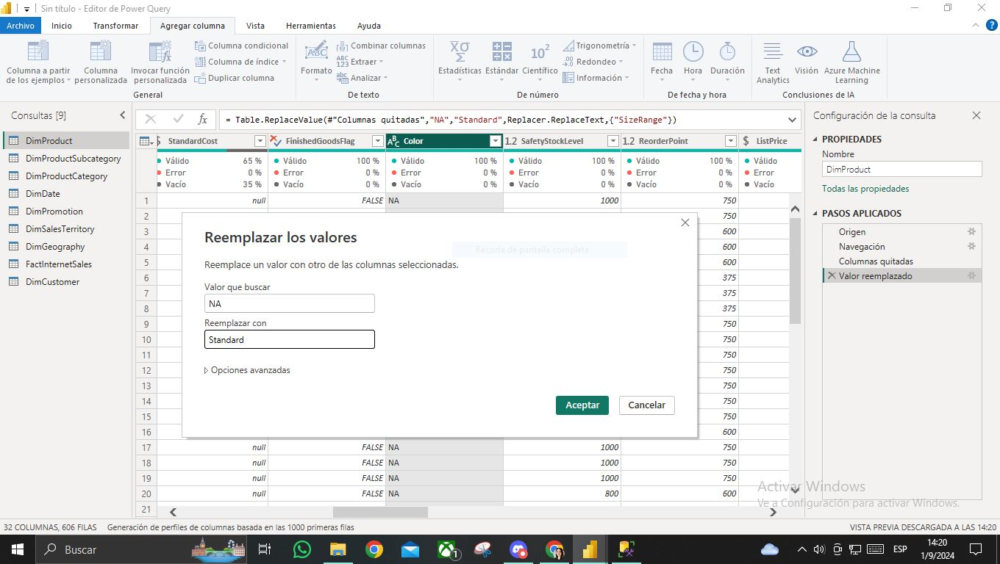 Sin título - Editor de Power Query
Archivo Inicio Transformar Agregar columna Vista Herramientas Ayuda
Columna a partir de los ejemplos
Columna personalizada
Invocar función personalizada
Columna condicional
Columna de índice
Duplicar columna
General
Formato
Combinar columnas
Extraer
Analizar
De texto
Estadísticas
Estándar
Científico
Trigonometría
Redondeo
Información
De número
Fecha
Hora
Duración
De fecha y hora
Text Analytics
Visión
Azure Machine Learning
Conclusiones de IA
Consultas [9]
DimProduct
DimProductSubcategory
DimProductCategory
DimDate
DimPromotion
DimSalesTerritory
DimGeography
FactInternetSales
DimCustomer
= Table.ReplaceValue(#"Columnas quitadas","NA","Standard",Replacer.ReplaceText,{"SizeRange"})
$ StandardCost FinishedGoodsFlag ABC Color 1.2 SafetyStockLevel 1.2 ReorderPoint $ ListPrice
Válido 65 % Válido 100 % Válido 100 % Válido 100 % Válido 100 % Válido
Error 0 % Error 0 % Error 0 % Error 0 % Error 0 % Error
Vacío 35 % Vacío 0 % Vacío 0 % Vacío 0 % Vacío 0 % Vacío
1 null FALSE NA 1000 750
2 750
3 600
4 600
5 600
6 375
7 375
8 375
9 750
10 750
11 750
12 750
13 750
14 750
15 750
16 600
17 null FALSE NA 1000 750
18 null FALSE NA 1000 750
19 null FALSE NA 1000 750
20 null FALSE NA 800 600
21
Reemplazar los valores
Recorte de pantalla completa
Reemplace un valor con otro de las columnas seleccionadas.
Valor que buscar
NA
Reemplazar con
Standard
Opciones avanzadas
Aceptar Cancelar
Configuración de la consulta
PROPIEDADES
Nombre
DimProduct
Todas las propiedades
PASOS APLICADOS
Origen
Navegación
Columnas quitadas
Valor reemplazado
Activar Windows
Ve a Configuración para activar Windows.
32 COLUMNAS, 606 FILAS Generación de perfiles de columnas basada en las 1000 primeras filas
VISTA PREVIA DESCARGADA A LAS 14:20
Buscar
1
ESP
14:20
1/9/2024